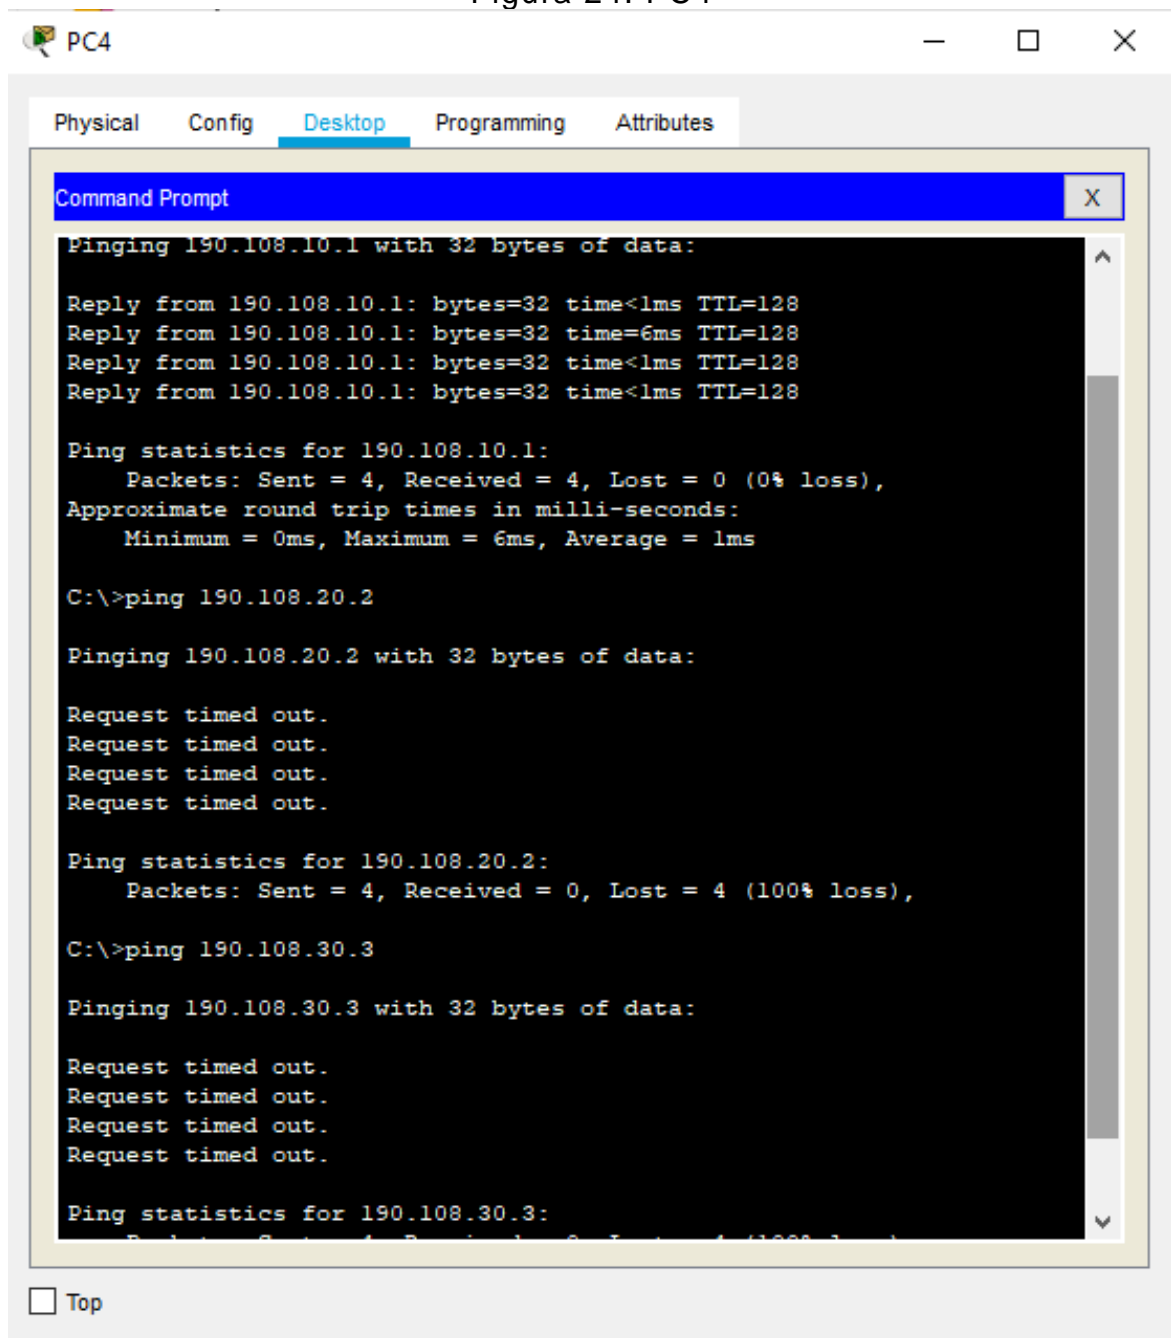 PC4
Physical Config Desktop Programming Attributes
Command Prompt X
Pinging 190.108.10.1 with 32 bytes of data:
Reply from 190.108.10.1: bytes=32 time<1ms TTL=128
Reply from 190.108.10.1: bytes=32 time=6ms TTL=128
Reply from 190.108.10.1: bytes=32 time<1ms TTL=128
Reply from 190.108.10.1: bytes=32 time<1ms TTL=128
Ping statistics for 190.108.10.1:
Packets: Sent = 4, Received = 4, Lost = 0 (0% loss),
Approximate round trip times in milli-seconds:
Minimum = 0ms, Maximum = 6ms, Average = 1ms
C:\>ping 190.108.20.2
Pinging 190.108.20.2 with 32 bytes of data:
Request timed out.
Request timed out.
Request timed out.
Request timed out.
Ping statistics for 190.108.20.2:
Packets: Sent = 4, Received = 0, Lost = 4 (100% loss),
C:\>ping 190.108.30.3
Pinging 190.108.30.3 with 32 bytes of data:
Request timed out.
Request timed out.
Request timed out.
Request timed out.
Ping statistics for 190.108.30.3:
Top